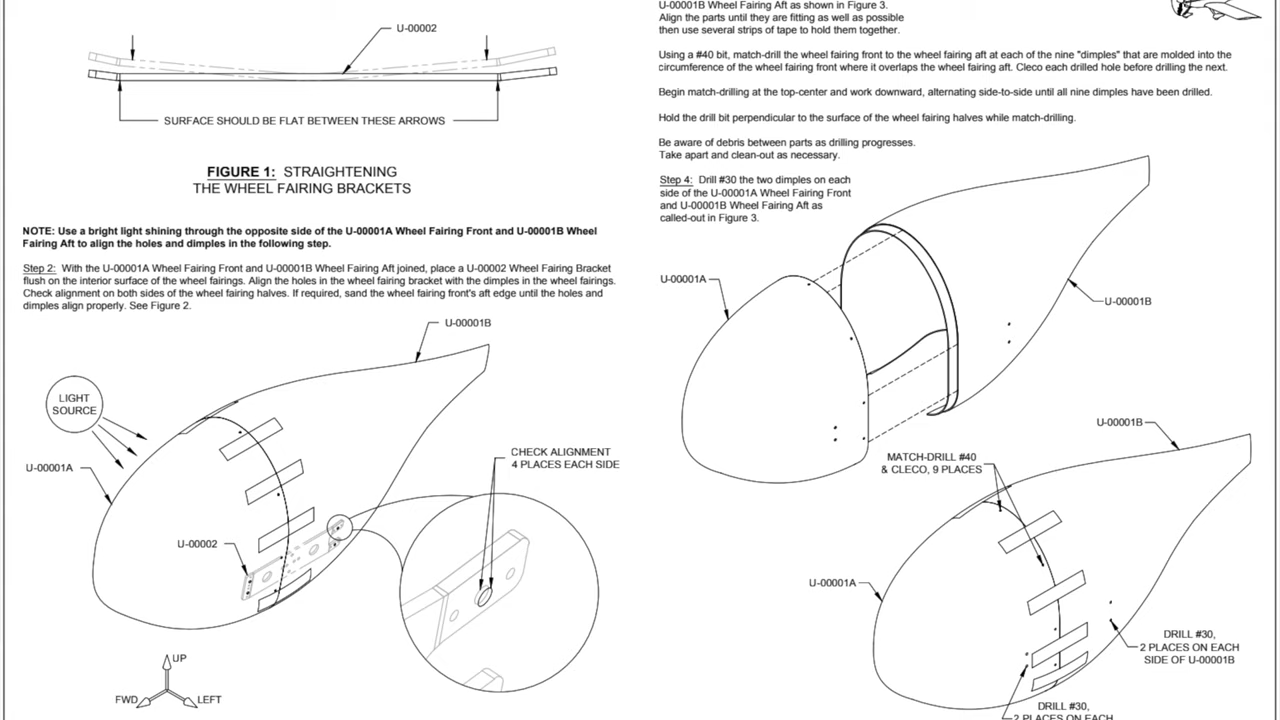 U-00002
SURFACE SHOULD BE FLAT BETWEEN THESE ARROWS
FIGURE 1: STRAIGHTENING
THE WHEEL FAIRING BRACKETS
NOTE: Use a bright light shining through the opposite side of the U-00001A Wheel Fairing Front and U-00001B Wheel
Fairing Aft to align the holes and dimples in the following step.
Step 2: With the U-00001A Wheel Fairing Front and U-00001B Wheel Fairing Aft joined, place a U-00002 Wheel Fairing Bracket
flush on the interior surface of the wheel fairings. Align the holes in the wheel fairing bracket with the dimples in the wheel fairings.
Check alignment on both sides of the wheel fairing halves. If required, sand the wheel fairing front's aft edge until the holes and
dimples align properly. See Figure 2.
U-00001B
LIGHT
SOURCE
U-00001A
CHECK ALIGNMENT
4 PLACES EACH SIDE
U-00002
UP
FWD
LEFT
U-00001B Wheel Fairing Aft as shown in Figure 3.
Align the parts until they are fitting as well as possible
then use several strips of tape to hold them together.
Using a #40 bit, match-drill the wheel fairing front to the wheel fairing aft at each of the nine "dimples" that are molded into the
circumference of the wheel fairing front where it overlaps the wheel fairing aft. Cleco each drilled hole before drilling the next.
Begin match-drilling at the top-center and work downward, alternating side-to-side until all nine dimples have been drilled.
Hold the drill bit perpendicular to the surface of the wheel fairing halves while match-drilling.
Be aware of debris between parts as drilling progresses.
Take apart and clean-out as necessary.
Step 4: Drill #30 the two dimples on each
side of the U-00001A Wheel Fairing Front
and U-00001B Wheel Fairing Aft as
called-out in Figure 3.
U-00001A
U-00001B
U-00001B
MATCH-DRILL #40
& CLECO, 9 PLACES
U-00001A
DRILL #30,
2 PLACES ON EACH
SIDE OF U-00001B
DRILL #30,
2 PLACES ON EACH